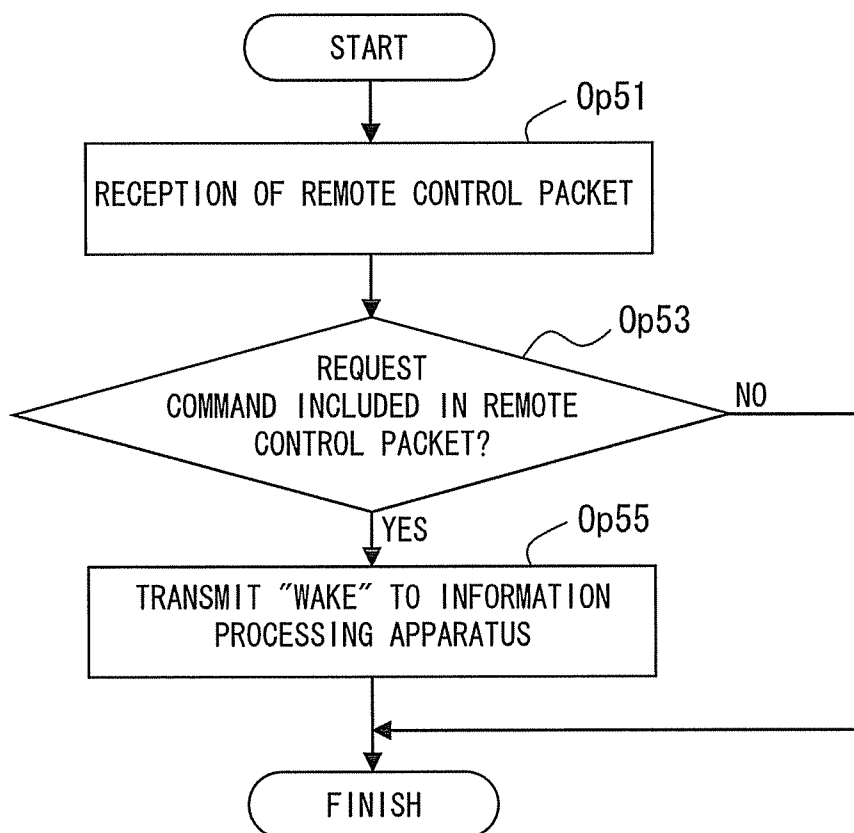 START
Op51
RECEPTION OF REMOTE CONTROL PACKET
Op53
REQUEST
COMMAND INCLUDED IN REMOTE
CONTROL PACKET?
NO
YES
Op55
TRANSMIT "WAKE" TO INFORMATION
PROCESSING APPARATUS
FINISH